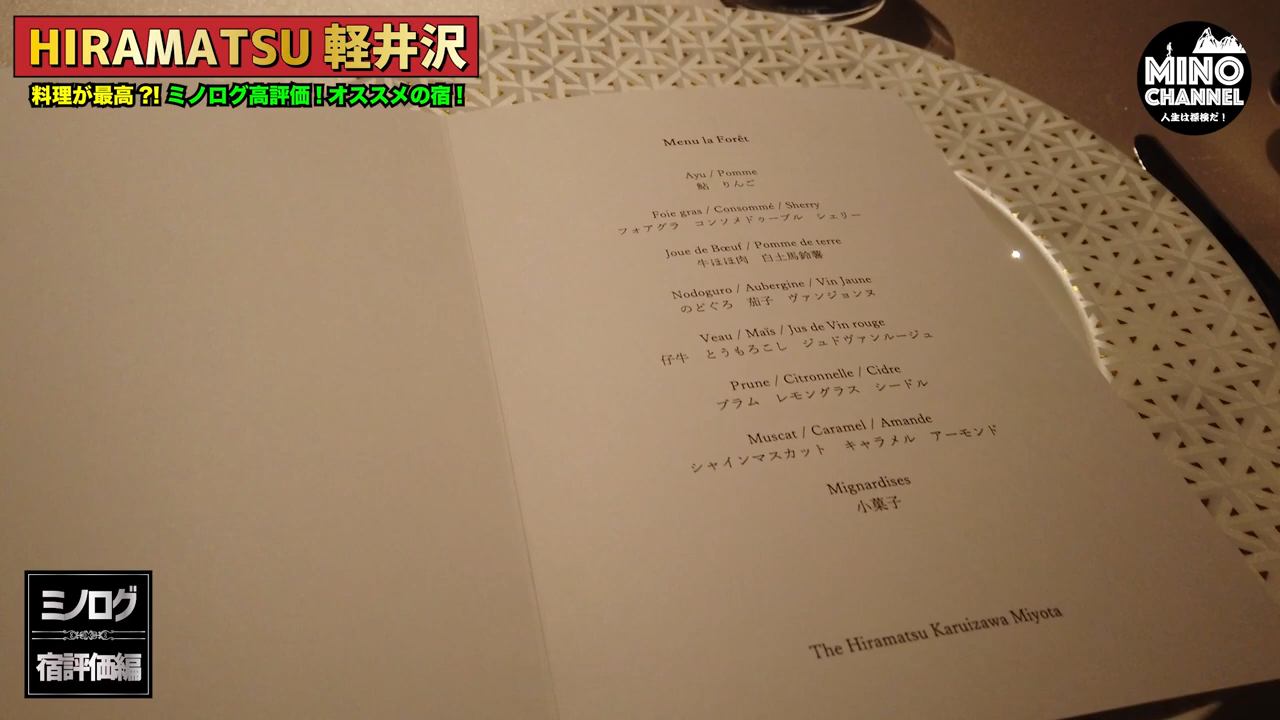 HIRAMATSU 軽井沢
料理が最高?! ミノログ高評価！オススメの宿！
MINO
CHANNEL
人生は探検だ！
Menu la Forêt
Ayu / Pomme
鮎 りんご
Foie gras / Consommé / Sherry
フォアグラ コンソメドゥーブル シェリー
Joue de Bœuf / Pomme de terre
牛ほほ肉 白土馬鈴薯
Nodoguro / Aubergine / Vin Jaune
のどぐろ 茄子 ヴァンジョンヌ
Veau / Maïs / Jus de Vin rouge
仔牛 とうもろこし ジュドヴァンルージュ
Prune / Citronnelle / Cidre
プラム レモングラス シードル
Muscat / Caramel / Amande
シャインマスカット キャラメル アーモンド
Mignardises
小菓子
The Hiramatsu Karuizawa Miyota
ミノログ
宿評価編